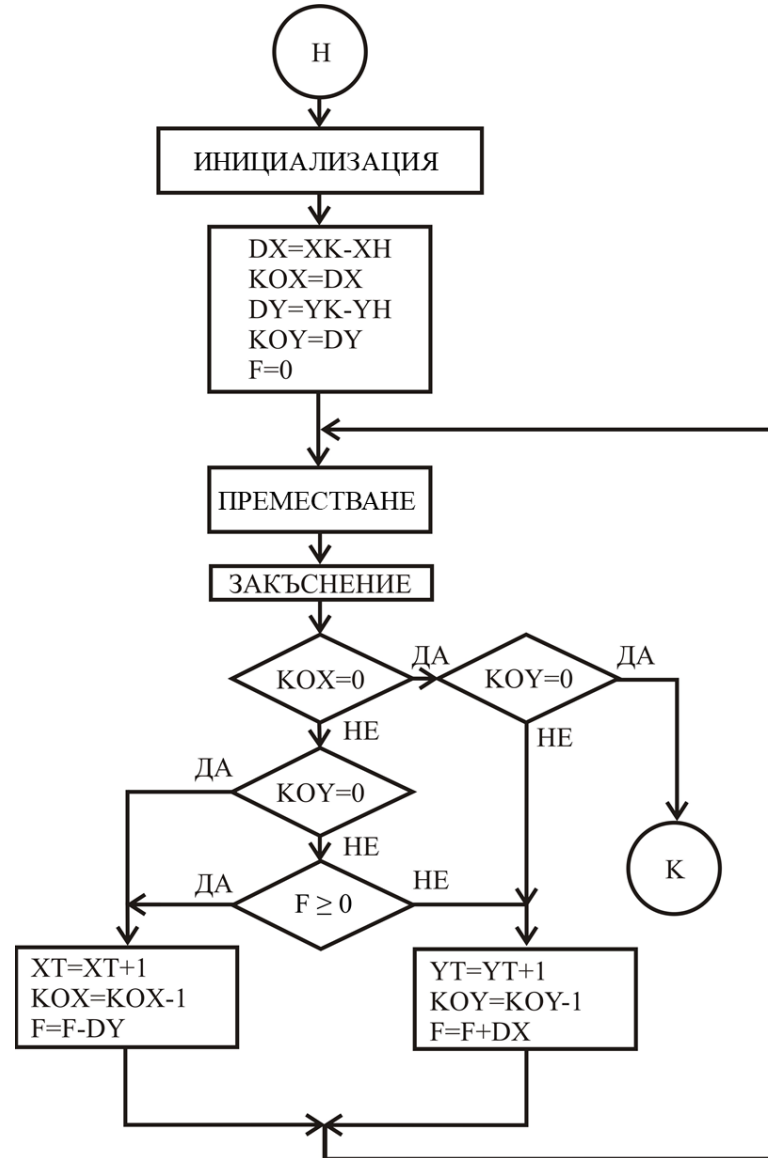 Н
ИНИЦИАЛИЗАЦИЯ
DX=XK-XH
KOX=DX
DY=YK-YH
KOY=DY
F=0
ПРЕМЕСТВАНЕ
ЗАКЪСНЕНИЕ
KOX=0
ДА
KOY=0
ДА
НЕ
НЕ
ДА
KOY=0
НЕ
K
ДА
F ≥ 0
НЕ
XT=XT+1
KOX=KOX-1
F=F-DY
YT=YT+1
KOY=KOY-1
F=F+DX